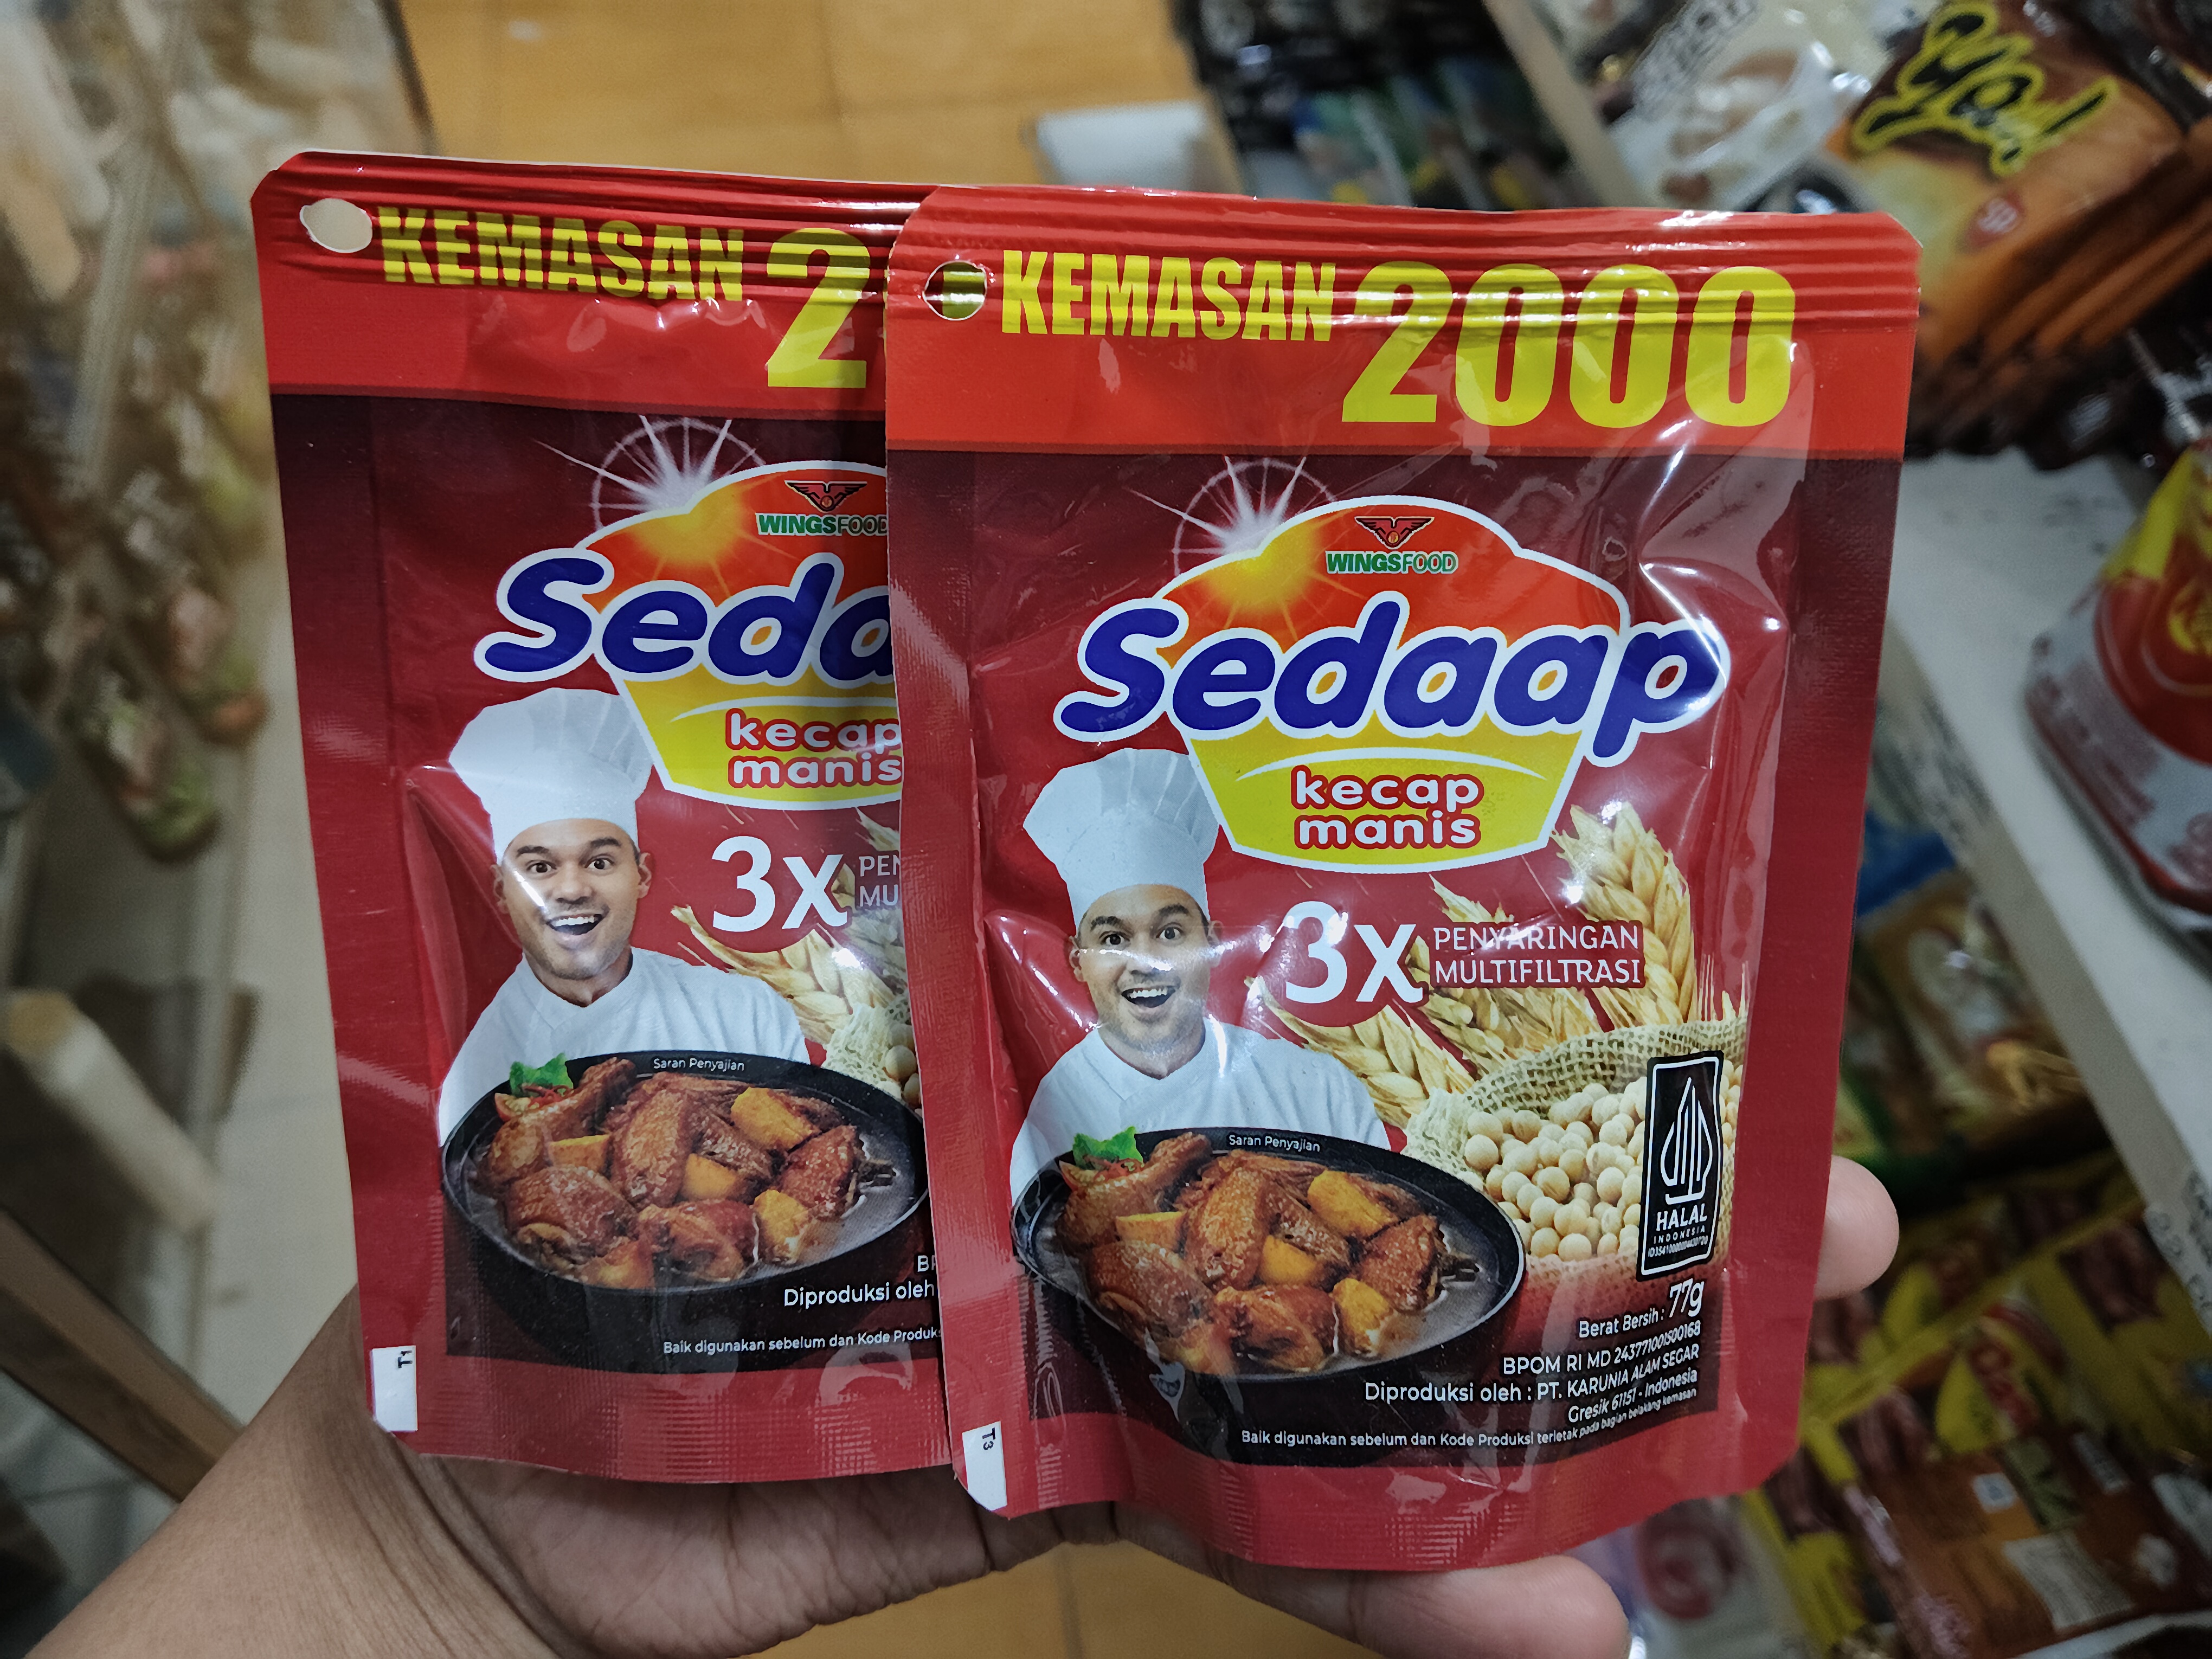 KEMASAN 2
WINGSFOOD
Seda
kecap
manis
3x PEN
MU
Saran Penyajian
BP
Diproduksi oleh
Baik digunakan sebelum dan Kode Produk
T1
KEMASAN 2000
WINGSFOOD
Sedaap
kecap
manis
3x PENYARINGAN
MULTIFILTRASI
Saran Penyajian
HALAL
INDONESIA
Berat Bersih : 77g
BPOM RI MD 243771001500168
Diproduksi oleh : PT. KARUNIA ALAM SEGAR
Gresik 61151 - Indonesia
Baik digunakan sebelum dan Kode Produksi terletak pada bagian belakang kemasan
T3